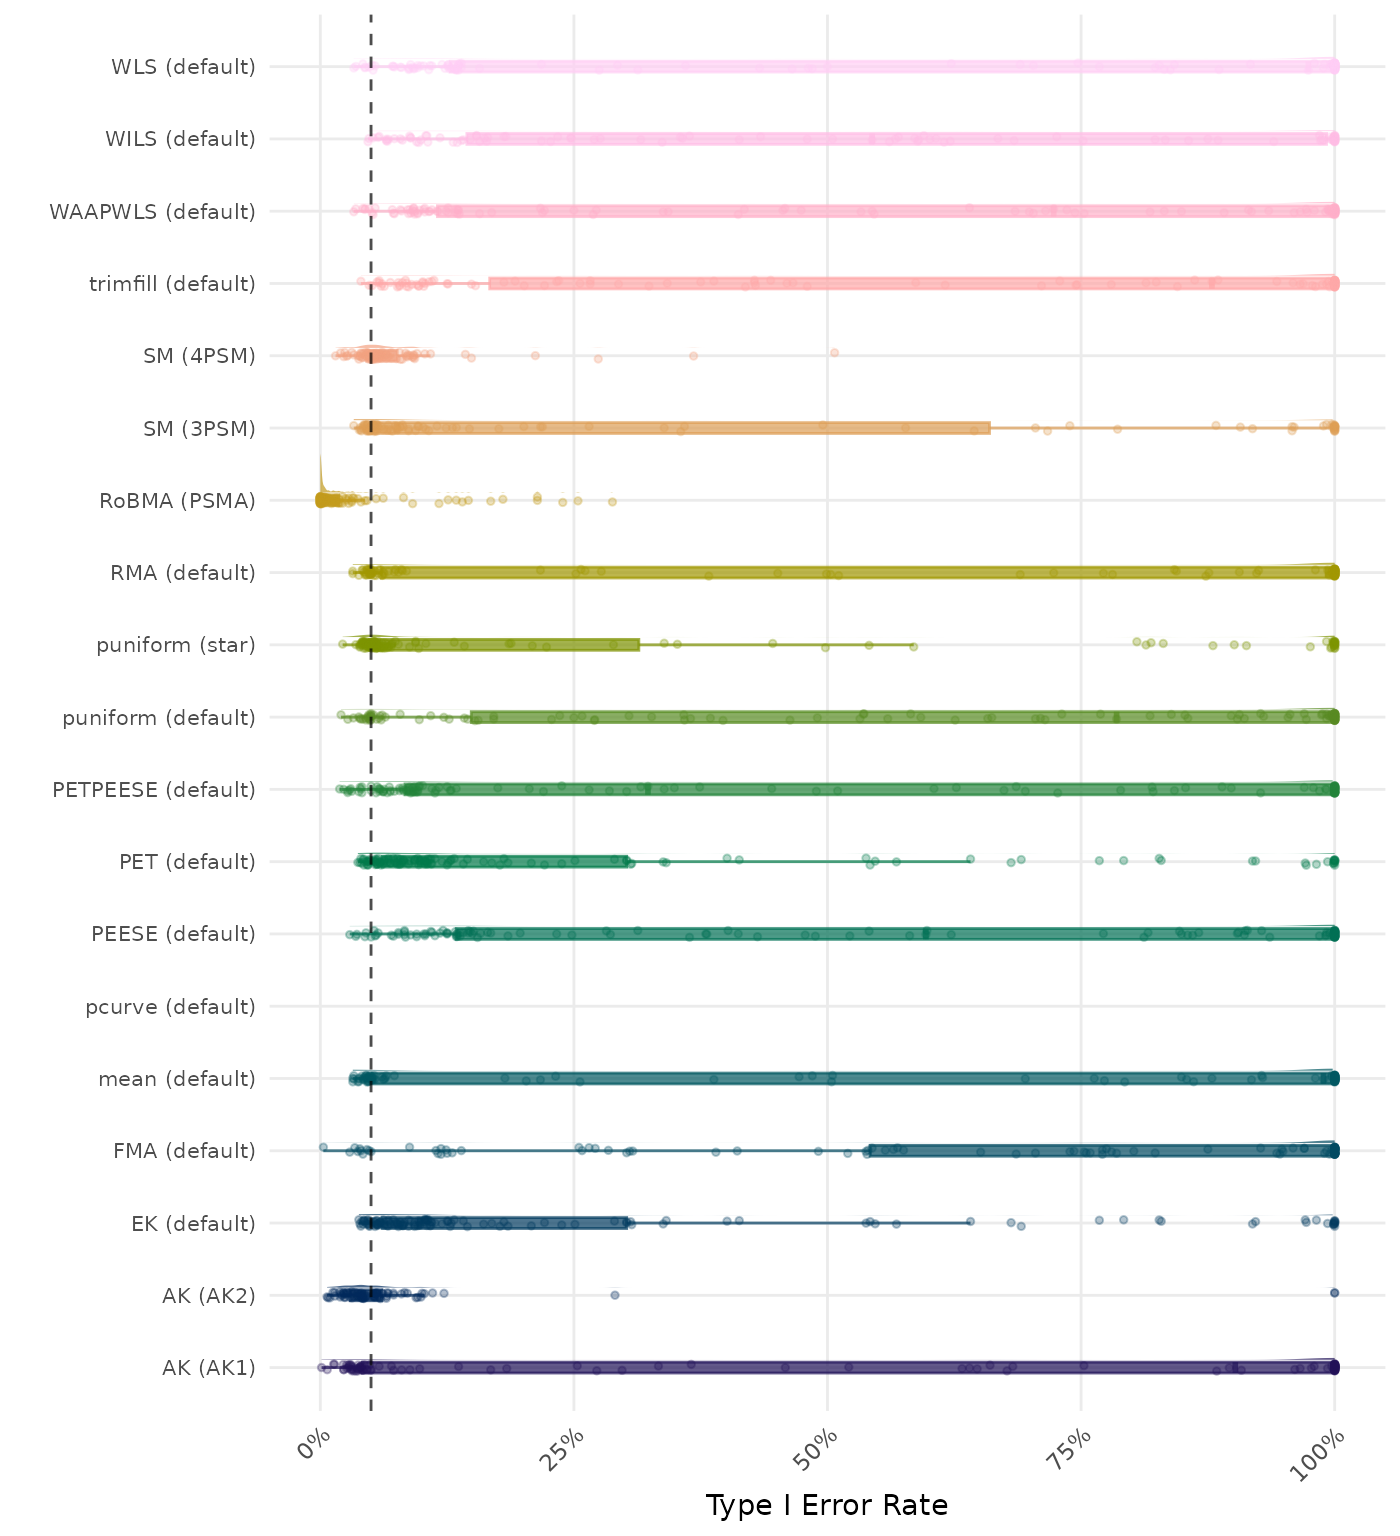 WLS (default)
WILS (default)
WAAPWLS (default)
trimfill (default)
SM (4PSM)
SM (3PSM)
RoBMA (PSMA)
RMA (default)
puniform (star)
puniform (default)
PETPEESE (default)
PET (default)
PEESE (default)
pcurve (default)
mean (default)
FMA (default)
EK (default)
AK (AK2)
AK (AK1)
0%
25%
50%
75%
100%
Type I Error Rate